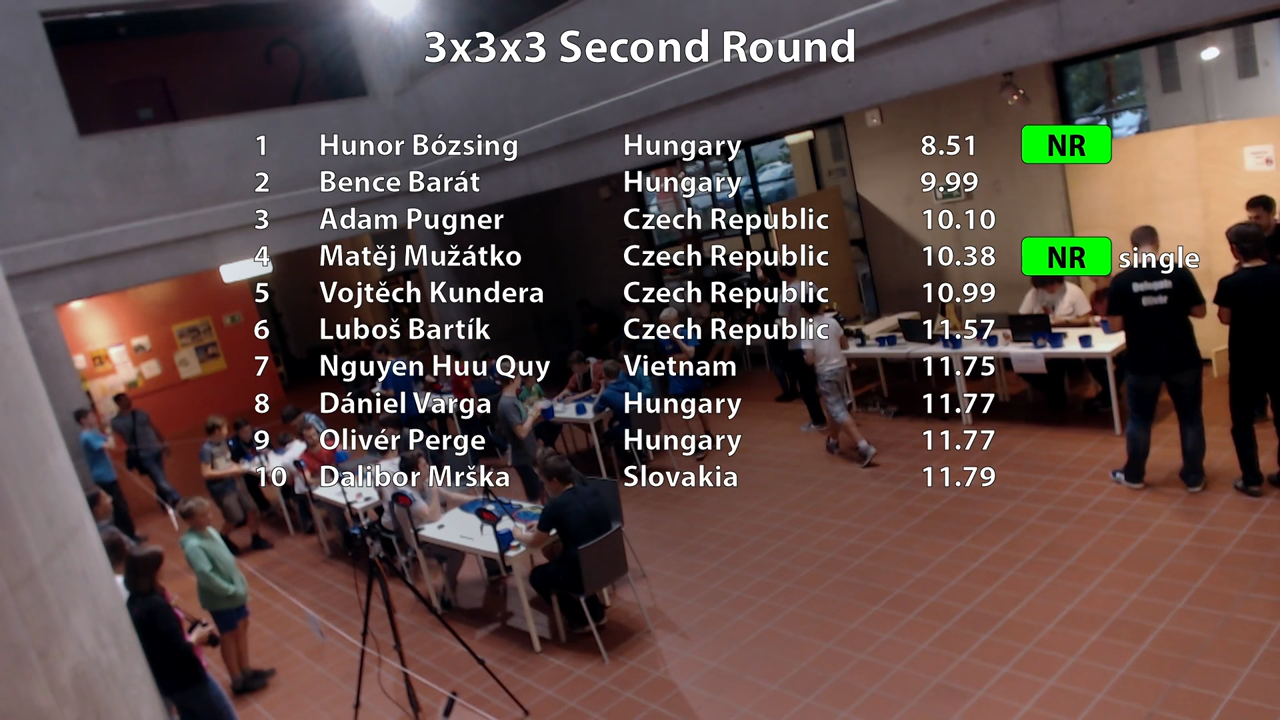 3x3x3 Second Round
1 Hunor Bózsing Hungary 8.51 NR
2 Bence Barát Hungary 9.99
3 Adam Pugner Czech Republic 10.10
4 Matěj Mužátko Czech Republic 10.38 NR single
5 Vojtěch Kundera Czech Republic 10.99
6 Luboš Bartík Czech Republic 11.57
7 Nguyen Huu Quy Vietnam 11.75
8 Dániel Varga Hungary 11.77
9 Olivér Perge Hungary 11.77
10 Dalibor Mrška Slovakia 11.79
Delegate
Olivér